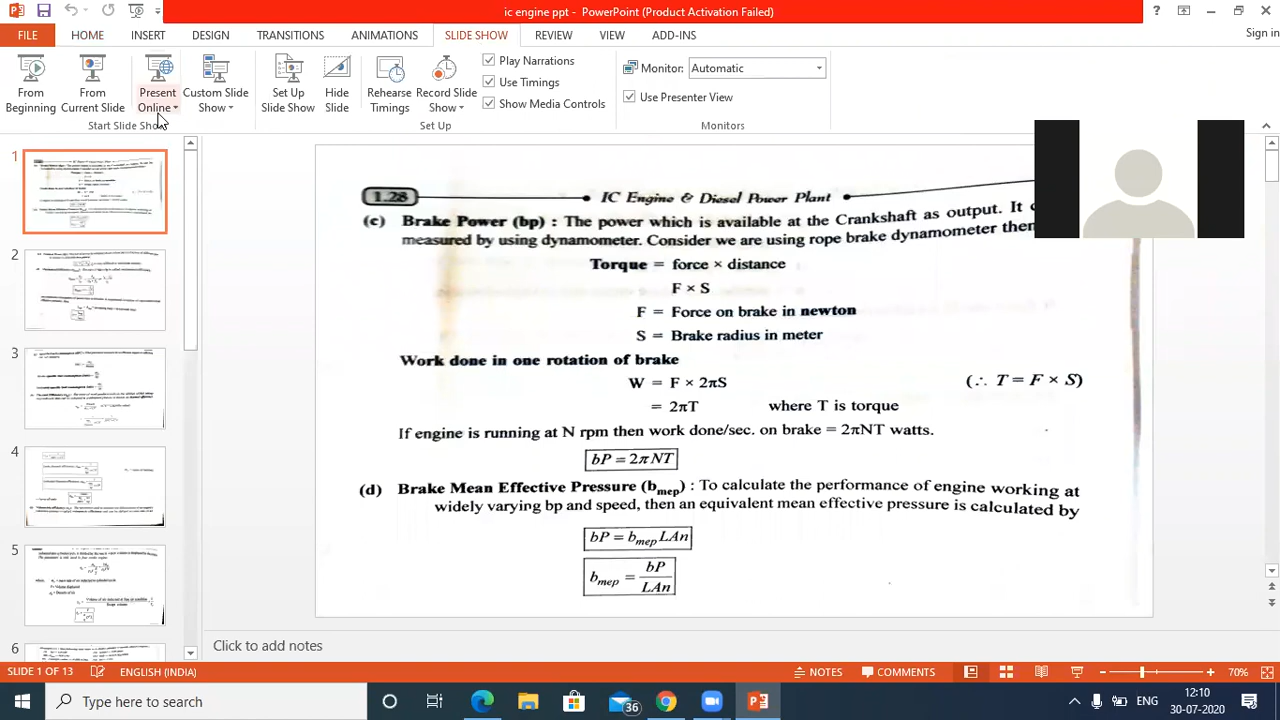 ic engine ppt - PowerPoint (Product Activation Failed)
FILE HOME INSERT DESIGN TRANSITIONS ANIMATIONS SLIDE SHOW REVIEW VIEW ADD-INS Sign in
From Beginning
From Current Slide
Present Online
Custom Slide Show
Start Slide Show
Set Up Slide Show
Hide Slide
Rehearse Timings
Record Slide Show
Play Narrations
Use Timings
Show Media Controls
Set Up
Monitor: Automatic
Use Presenter View
Monitors
1
2
3
4
5
6
1.28 IC Engine & Diesel Power Plant
(c) Brake Power (bp) : The power which is available at the Crankshaft as output. It
measured by using dynamometer. Consider we are using rope brake dynamometer then
Torque = force × distance
F × S
F = Force on brake in newton
S = Brake radius in meter
Work done in one rotation of brake
W = F × 2πS (∴ T = F × S)
= 2πT where T is torque
If engine is running at N rpm then work done/sec. on brake = 2πNT watts.
bP = 2πNT
(d) Brake Mean Effective Pressure (bmep) : To calculate the performance of engine working at
widely varying bp and speed, then an equivalent mean effective pressure is calculated by
bP = bmep LAn
bmep = bP / LAn
Click to add notes
SLIDE 1 OF 13 ENGLISH (INDIA) NOTES COMMENTS 70%
Type here to search 36 ENG 12:10
30-07-2020